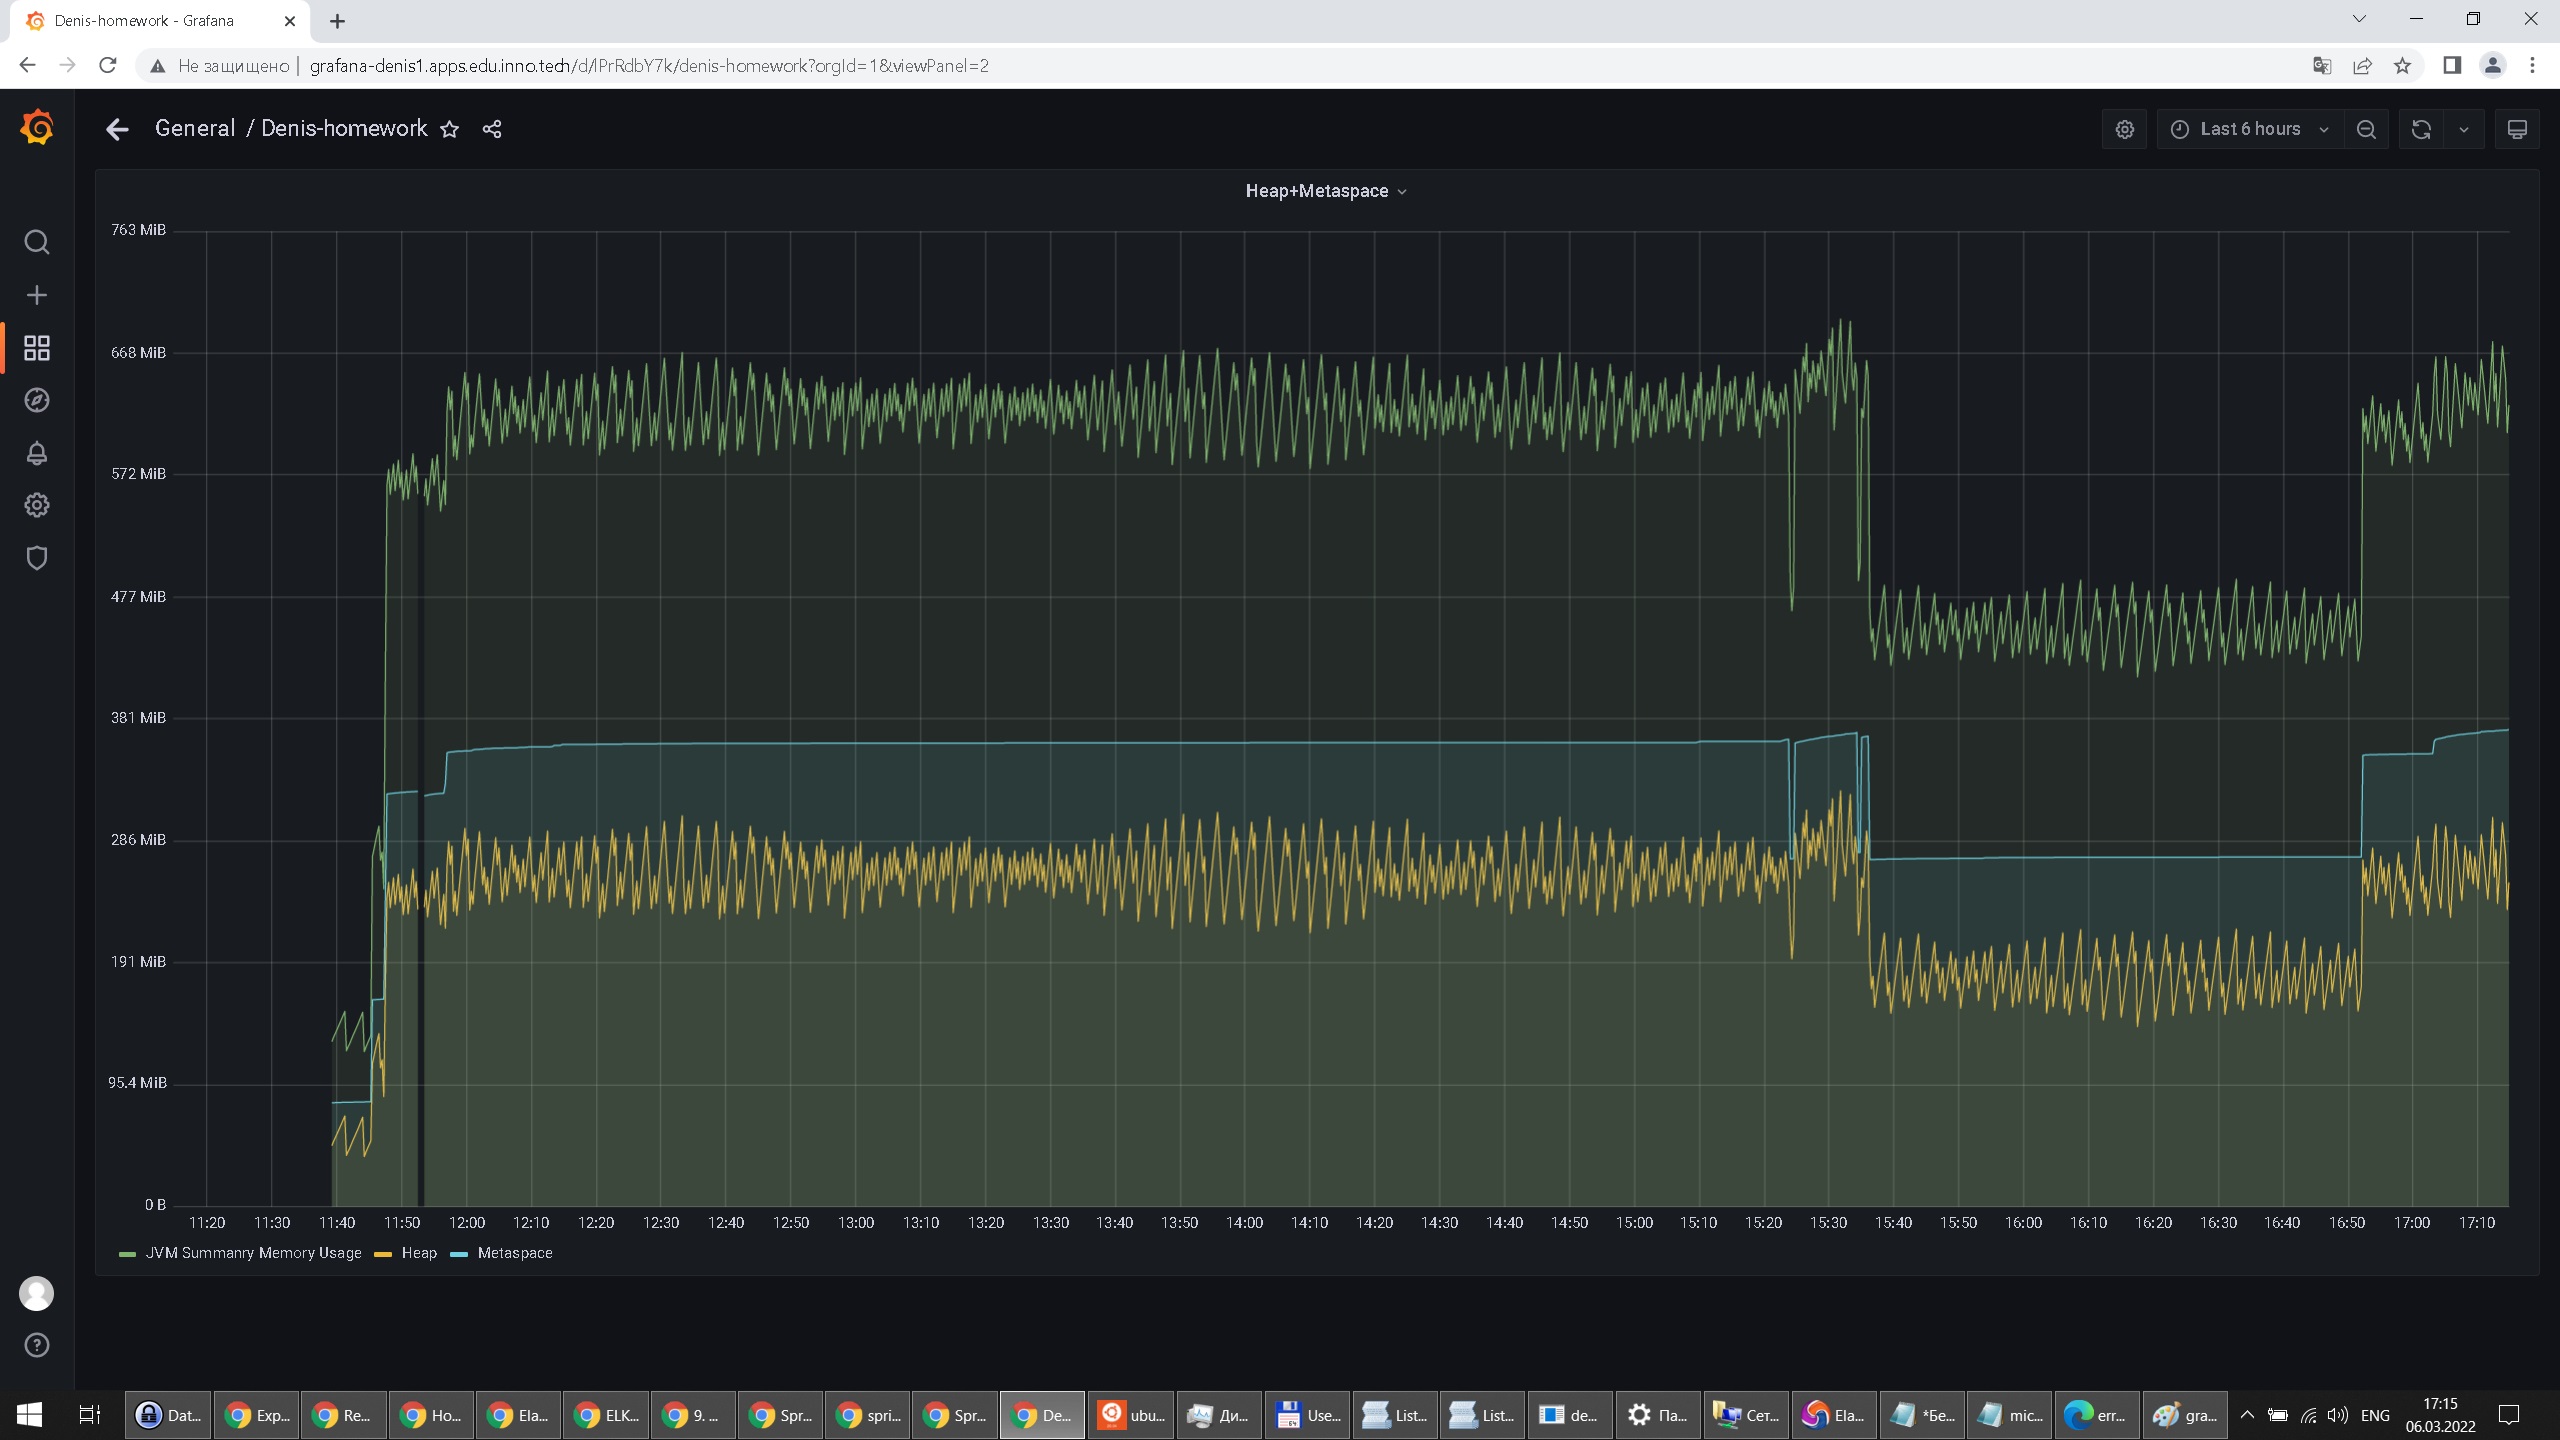 Denis-homework - Grafana
Не защищено | grafana-denis1.apps.edu.inno.tech/d/lPrRdbY7k/denis-homework?orgId=1&viewPanel=2
General / Denis-homework
Last 6 hours
Heap+Metaspace
763 MiB
668 MiB
572 MiB
477 MiB
381 MiB
286 MiB
191 MiB
95.4 MiB
0 B
11:20 11:30 11:40 11:50 12:00 12:10 12:20 12:30 12:40 12:50 13:00 13:10 13:20 13:30 13:40 13:50 14:00 14:10 14:20 14:30 14:40 14:50 15:00 15:10 15:20 15:30 15:40 15:50 16:00 16:10 16:20 16:30 16:40 16:50 17:00 17:10
JVM Summanry Memory Usage Heap Metaspace
Dat... Exp... Re... Ho... Ela... ELK... 9. ... Spr... spri... Spr... De... ubu... Ди... Use... List... List... de... Па... Сет... Ela... *Бе... mic... err... gra... ENG
17:15
06.03.2022